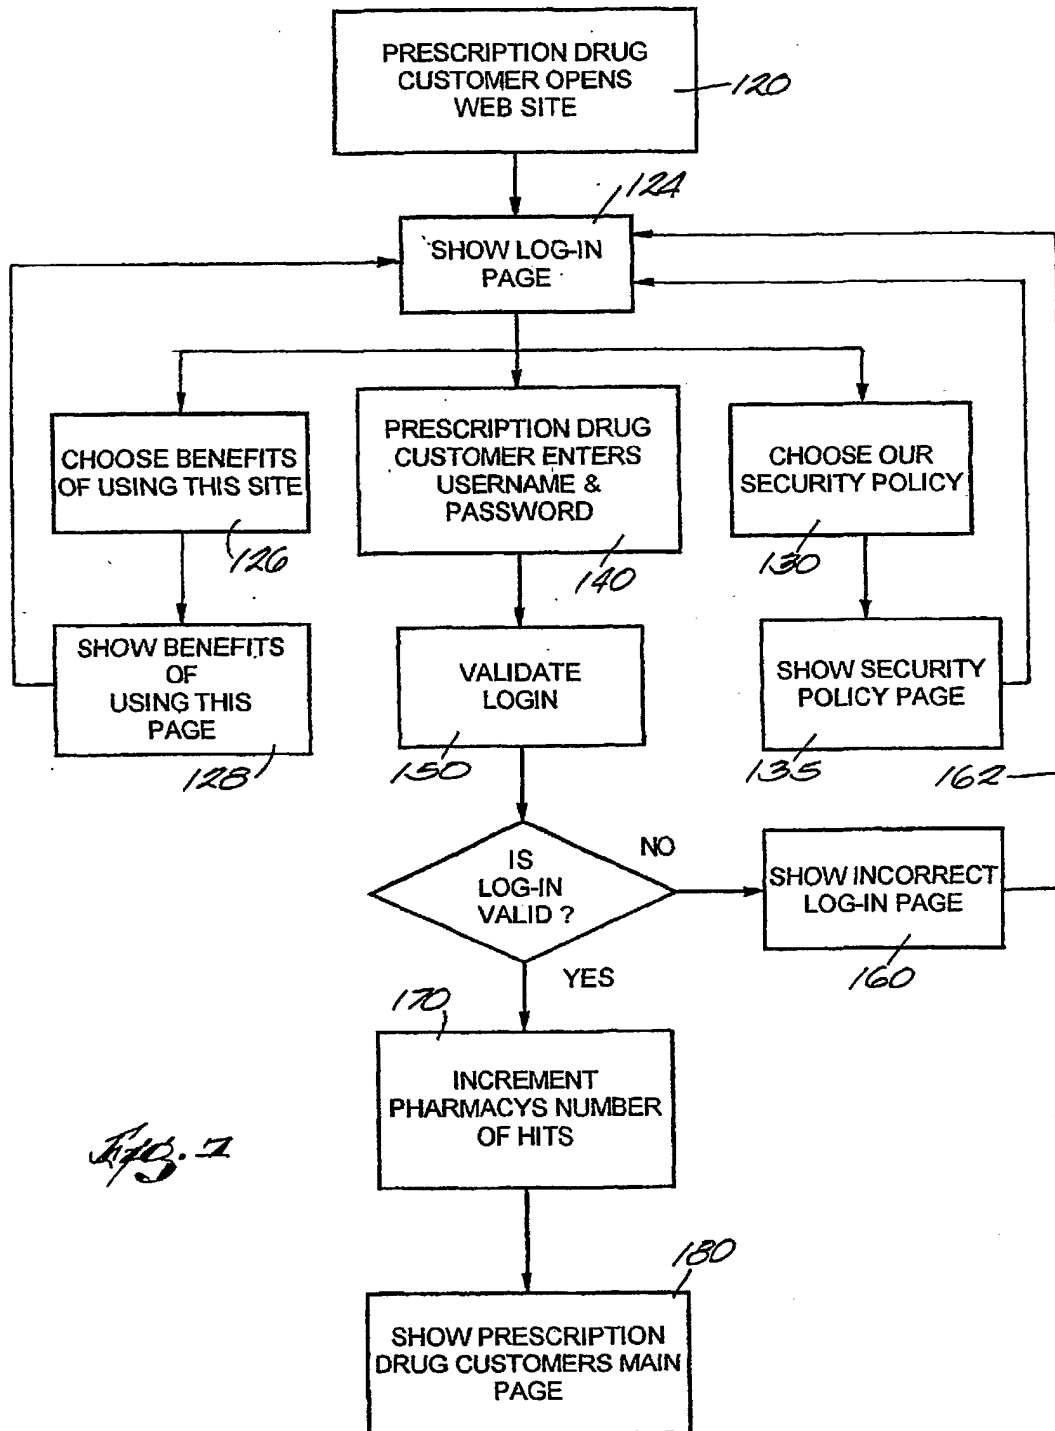 PRESCRIPTION DRUG
CUSTOMER OPENS
WEB SITE
120
124
SHOW LOG-IN
PAGE
CHOOSE BENEFITS
OF USING THIS SITE
126
PRESCRIPTION DRUG
CUSTOMER ENTERS
USERNAME &
PASSWORD
140
CHOOSE OUR
SECURITY POLICY
130
SHOW BENEFITS
OF
USING THIS
PAGE
128
VALIDATE
LOGIN
150
SHOW SECURITY
POLICY PAGE
135
162
IS
LOG-IN
VALID ?
NO
YES
SHOW INCORRECT
LOG-IN PAGE
160
170
INCREMENT
PHARMACYS NUMBER
OF HITS
Fig. 7
180
SHOW PRESCRIPTION
DRUG CUSTOMERS MAIN
PAGE